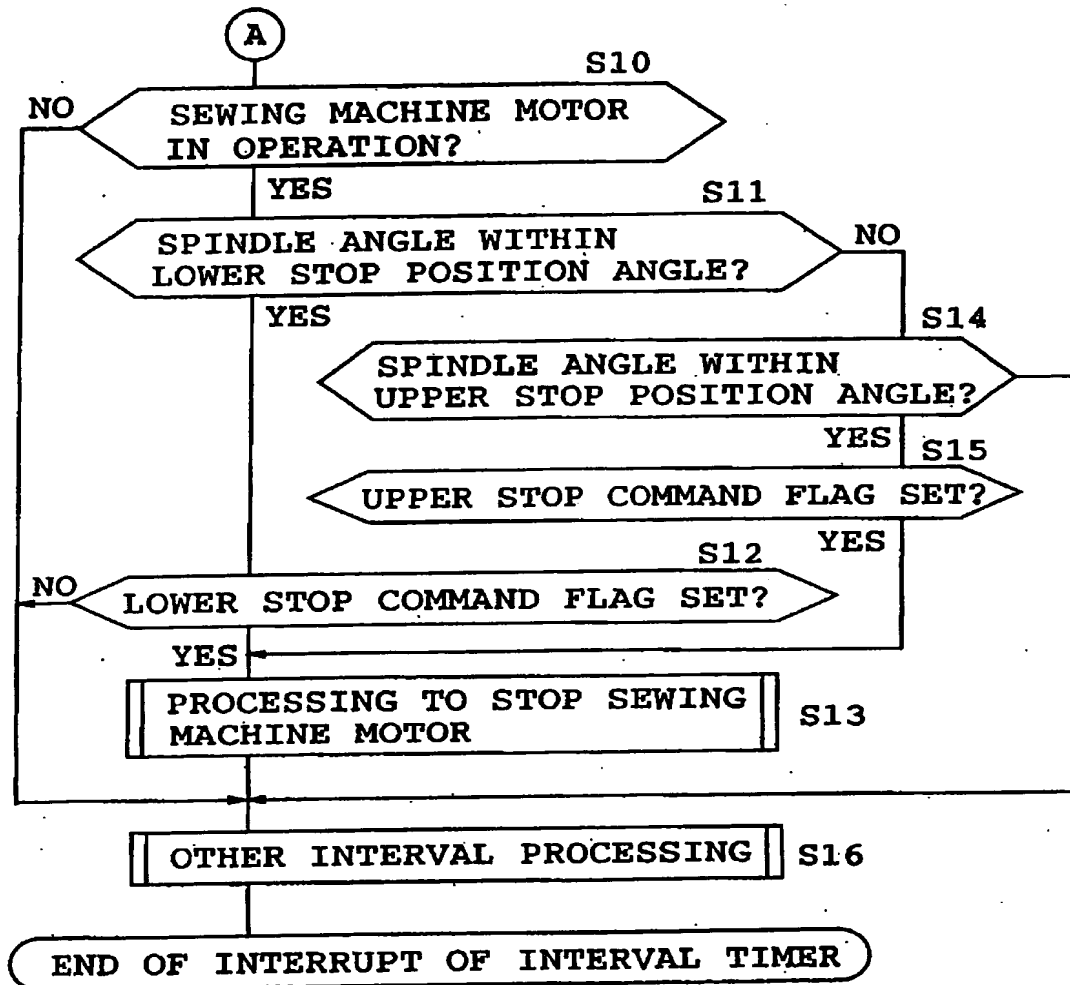 A
S10
NO
SEWING MACHINE MOTOR
IN OPERATION?
YES
S11
SPINDLE ANGLE WITHIN
LOWER STOP POSITION ANGLE?
NO
YES
S14
SPINDLE ANGLE WITHIN
UPPER STOP POSITION ANGLE?
YES
S15
UPPER STOP COMMAND FLAG SET?
YES
S12
NO
LOWER STOP COMMAND FLAG SET?
YES
PROCESSING TO STOP SEWING
MACHINE MOTOR
S13
OTHER INTERVAL PROCESSING
S16
END OF INTERRUPT OF INTERVAL TIMER